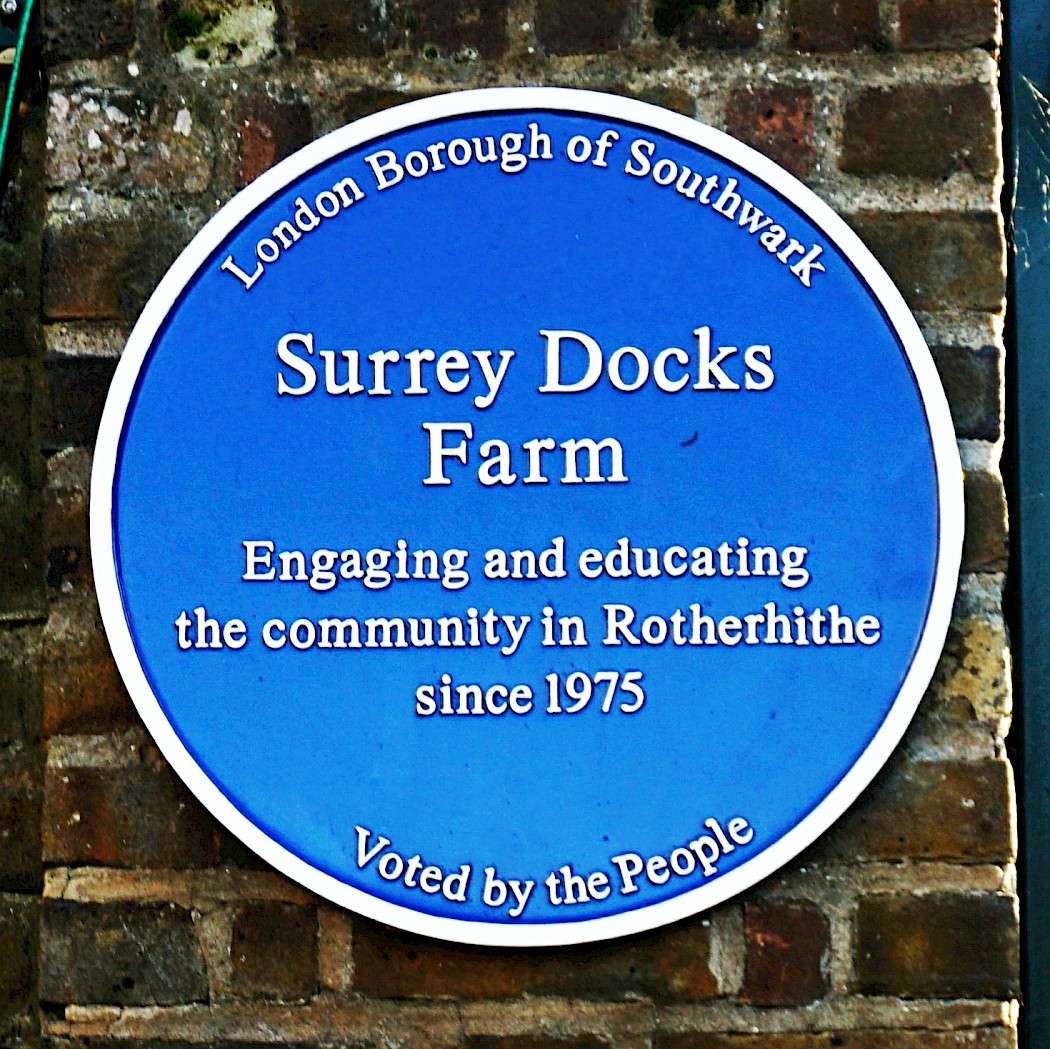 London Borough of Southwark
Surrey Docks
Farm
Engaging and educating
the community in Rotherhithe
since 1975
Voted by the People